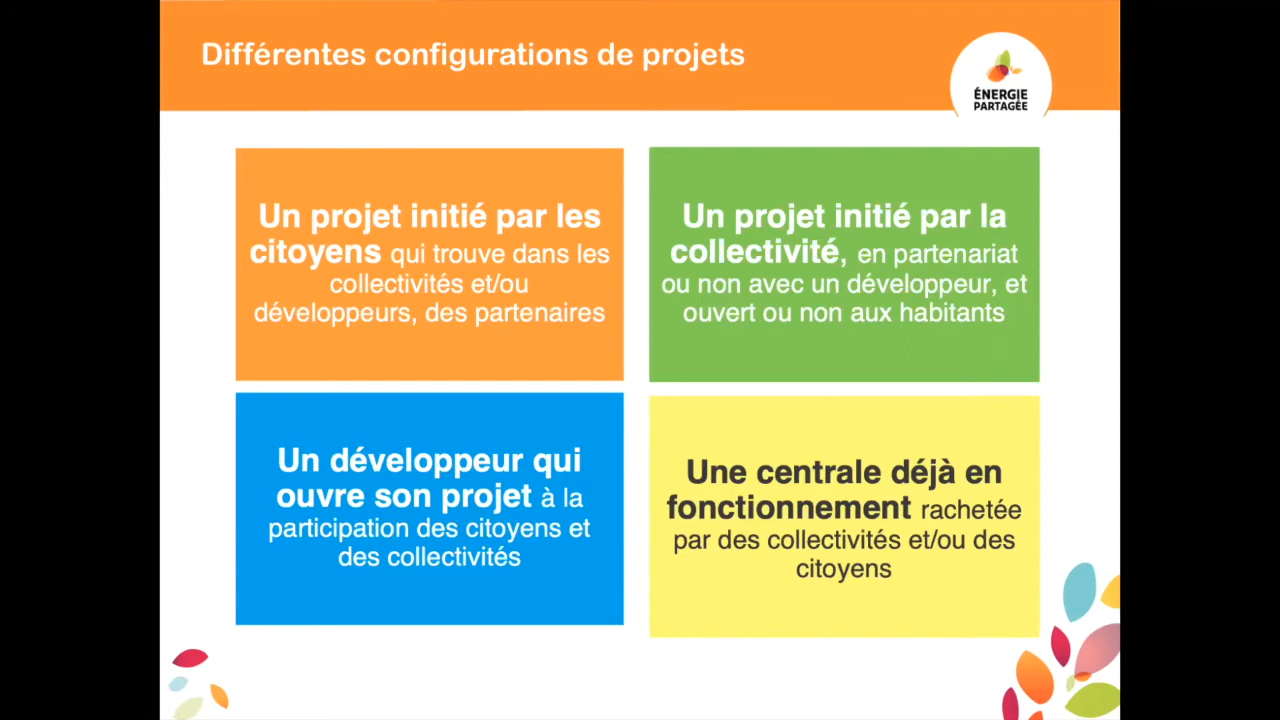 Différentes configurations de projets
ÉNERGIE
PARTAGÉE
Un projet initié par les
citoyens qui trouve dans les
collectivités et/ou
développeurs, des partenaires
Un projet initié par la
collectivité, en partenariat
ou non avec un développeur, et
ouvert ou non aux habitants
Un développeur qui
ouvre son projet à la
participation des citoyens et
des collectivités
Une centrale déjà en
fonctionnement rachetée
par des collectivités et/ou des
citoyens